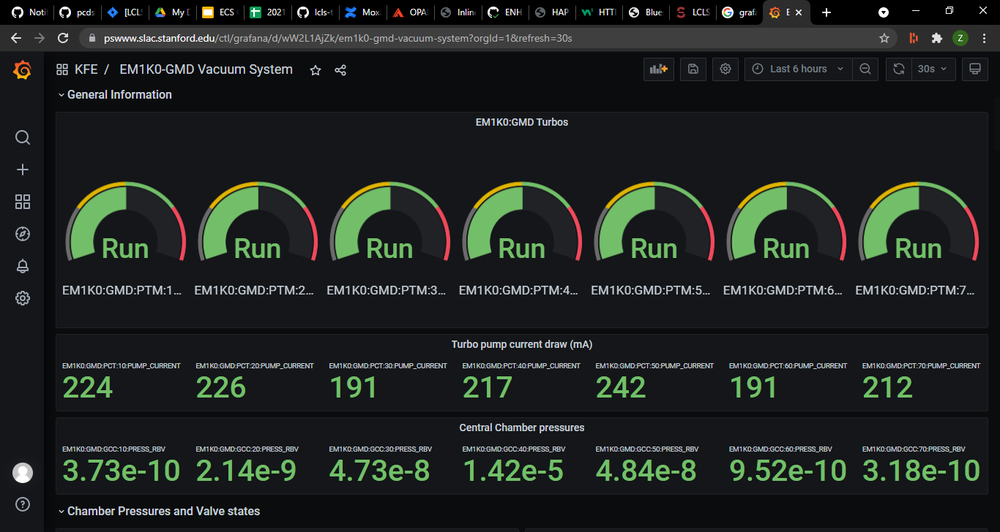 Noti pcds [LCLS My D ECS 2021 lcls-t Mox OPA Inline ENH HAP HTT Blue LCLS grafa E
pswww.slac.stanford.edu/ctl/grafana/d/wW2L1AjZk/em1k0-gmd-vacuum-system?orgId=1&refresh=30s Z
KFE / EM1K0-GMD Vacuum System Last 6 hours 30s
General Information
EM1K0:GMD Turbos
Run Run Run Run Run Run Run
EM1K0:GMD:PTM:1... EM1K0:GMD:PTM:2... EM1K0:GMD:PTM:3... EM1K0:GMD:PTM:4... EM1K0:GMD:PTM:5... EM1K0:GMD:PTM:6... EM1K0:GMD:PTM:7...
Turbo pump current draw (mA)
EM1K0:GMD:PCT:10:PUMP_CURRENT EM1K0:GMD:PCT:20:PUMP_CURRENT EM1K0:GMD:PCT:30:PUMP_CURRENT EM1K0:GMD:PCT:40:PUMP_CURRENT EM1K0:GMD:PCT:50:PUMP_CURRENT EM1K0:GMD:PCT:60:PUMP_CURRENT EM1K0:GMD:PCT:70:PUMP_CURRENT
224 226 191 217 242 191 212
Central Chamber pressures
EM1K0:GMD:GCC:10:PRESS_RBV EM1K0:GMD:GCC:20:PRESS_RBV EM1K0:GMD:GCC:30:PRESS_RBV EM1K0:GMD:GCC:40:PRESS_RBV EM1K0:GMD:GCC:50:PRESS_RBV EM1K0:GMD:GCC:60:PRESS_RBV EM1K0:GMD:GCC:70:PRESS_RBV
3.73e-10 2.14e-9 4.73e-8 1.42e-5 4.84e-8 9.52e-10 3.18e-10
Chamber Pressures and Valve states